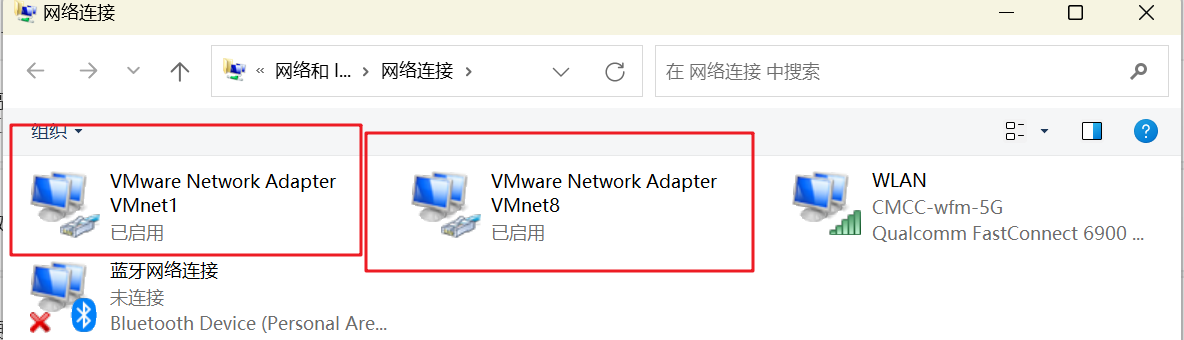 网络连接
« 网络和 I... › 网络连接 ›
在 网络连接 中搜索
组织
VMware Network Adapter
VMnet1
已启用
VMware Network Adapter
VMnet8
已启用
WLAN
CMCC-wfm-5G
Qualcomm FastConnect 6900 ...
蓝牙网络连接
未连接
Bluetooth Device (Personal Are...